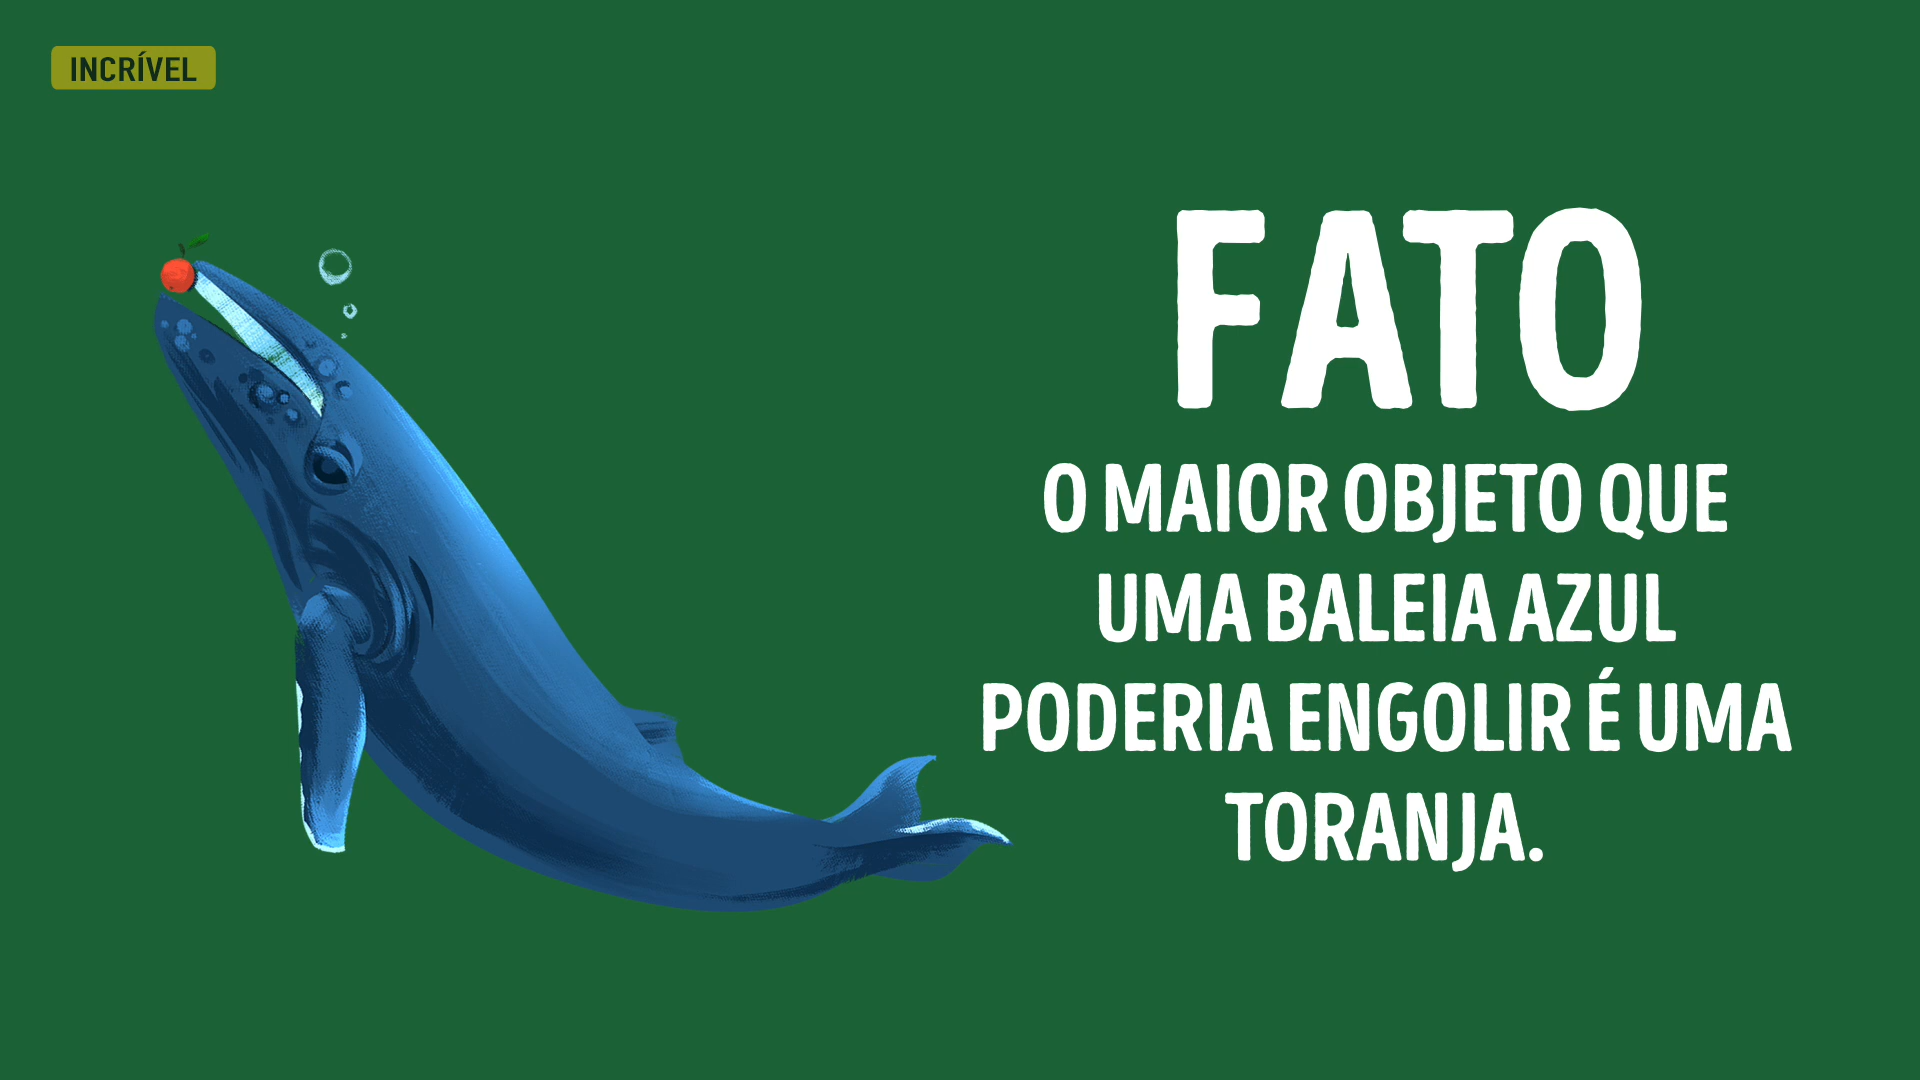 INCRÍVEL
FATO
O MAIOR OBJETO QUE
UMA BALEIA AZUL
PODERIA ENGOLIR É UMA
TORANJA.